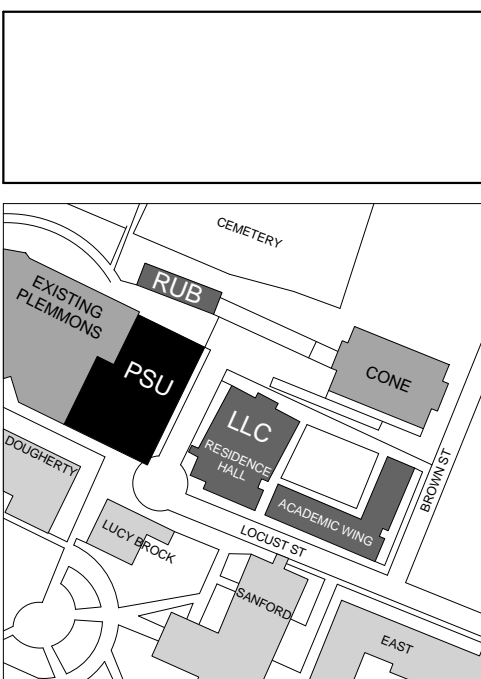 CEMETERY
RUB
EXISTING
PLEMMONS
PSU
CONE
LLC
RESIDENCE
HALL
DOUGHERTY
BROWN ST
ACADEMIC WING
LUCY BROCK
LOCUST ST
SANFORD
EAST